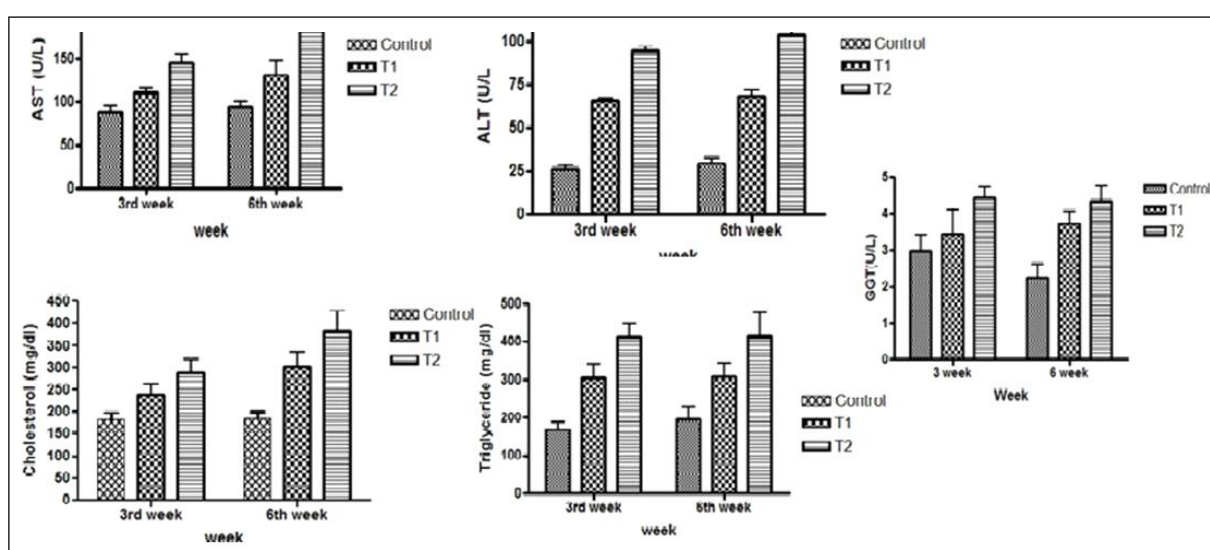 AST (U/L)
150
100
50
0
3rd week 6th week
week
Control
T1
T2
ALT (U/L
100
75
50
25
0
3rd week 6th week
week
Control
T1
T2
GGT(U/L)
5
4
3
2
1
0
3 week 6 week
Week
Control
T1
T2
Cholesterol (mg/dl)
450
400
350
300
250
200
150
100
50
0
3rd week 6th week
week
Control
T1
T2
Triglyceride (mg/dl)
500
400
300
200
100
0
3rd week 6th week
week
Control
T1
T2